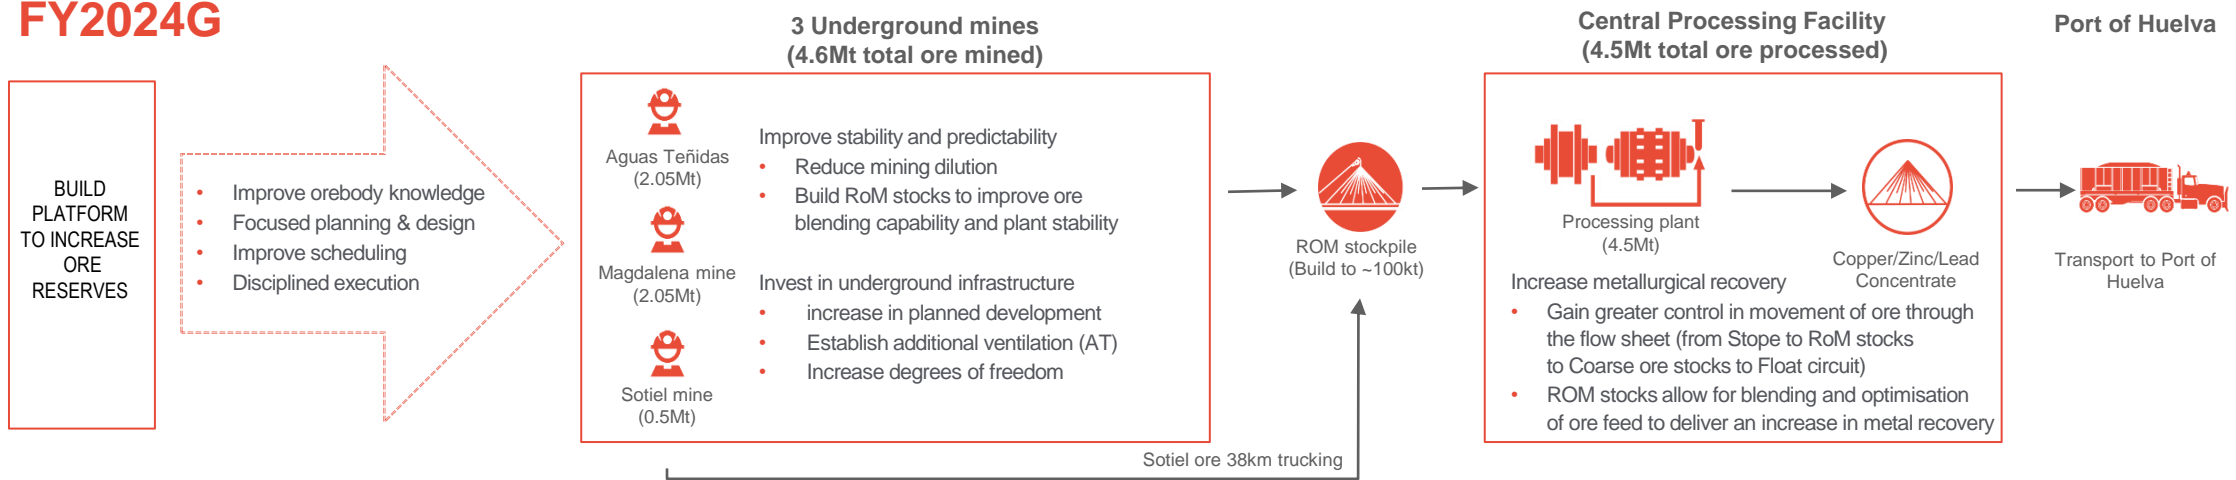 FY2024G
BUILD
PLATFORM
TO INCREASE
ORE
RESERVES
• Improve orebody knowledge
• Focused planning & design
• Improve scheduling
• Disciplined execution
3 Underground mines
(4.6Mt total ore mined)
Aguas Teñidas
(2.05Mt)
Magdalena mine
(2.05Mt)
Sotiel mine
(0.5Mt)
Improve stability and predictability
• Reduce mining dilution
• Build RoM stocks to improve ore
blending capability and plant stability
Invest in underground infrastructure
• increase in planned development
• Establish additional ventilation (AT)
• Increase degrees of freedom
Sotiel ore 38km trucking
ROM stockpile
(Build to ~100kt)
Central Processing Facility
(4.5Mt total ore processed)
Processing plant
(4.5Mt)
Copper/Zinc/Lead
Concentrate
Increase metallurgical recovery
• Gain greater control in movement of ore through
the flow sheet (from Stope to RoM stocks
to Coarse ore stocks to Float circuit)
• ROM stocks allow for blending and optimisation
of ore feed to deliver an increase in metal recovery
Port of Huelva
Transport to Port of
Huelva